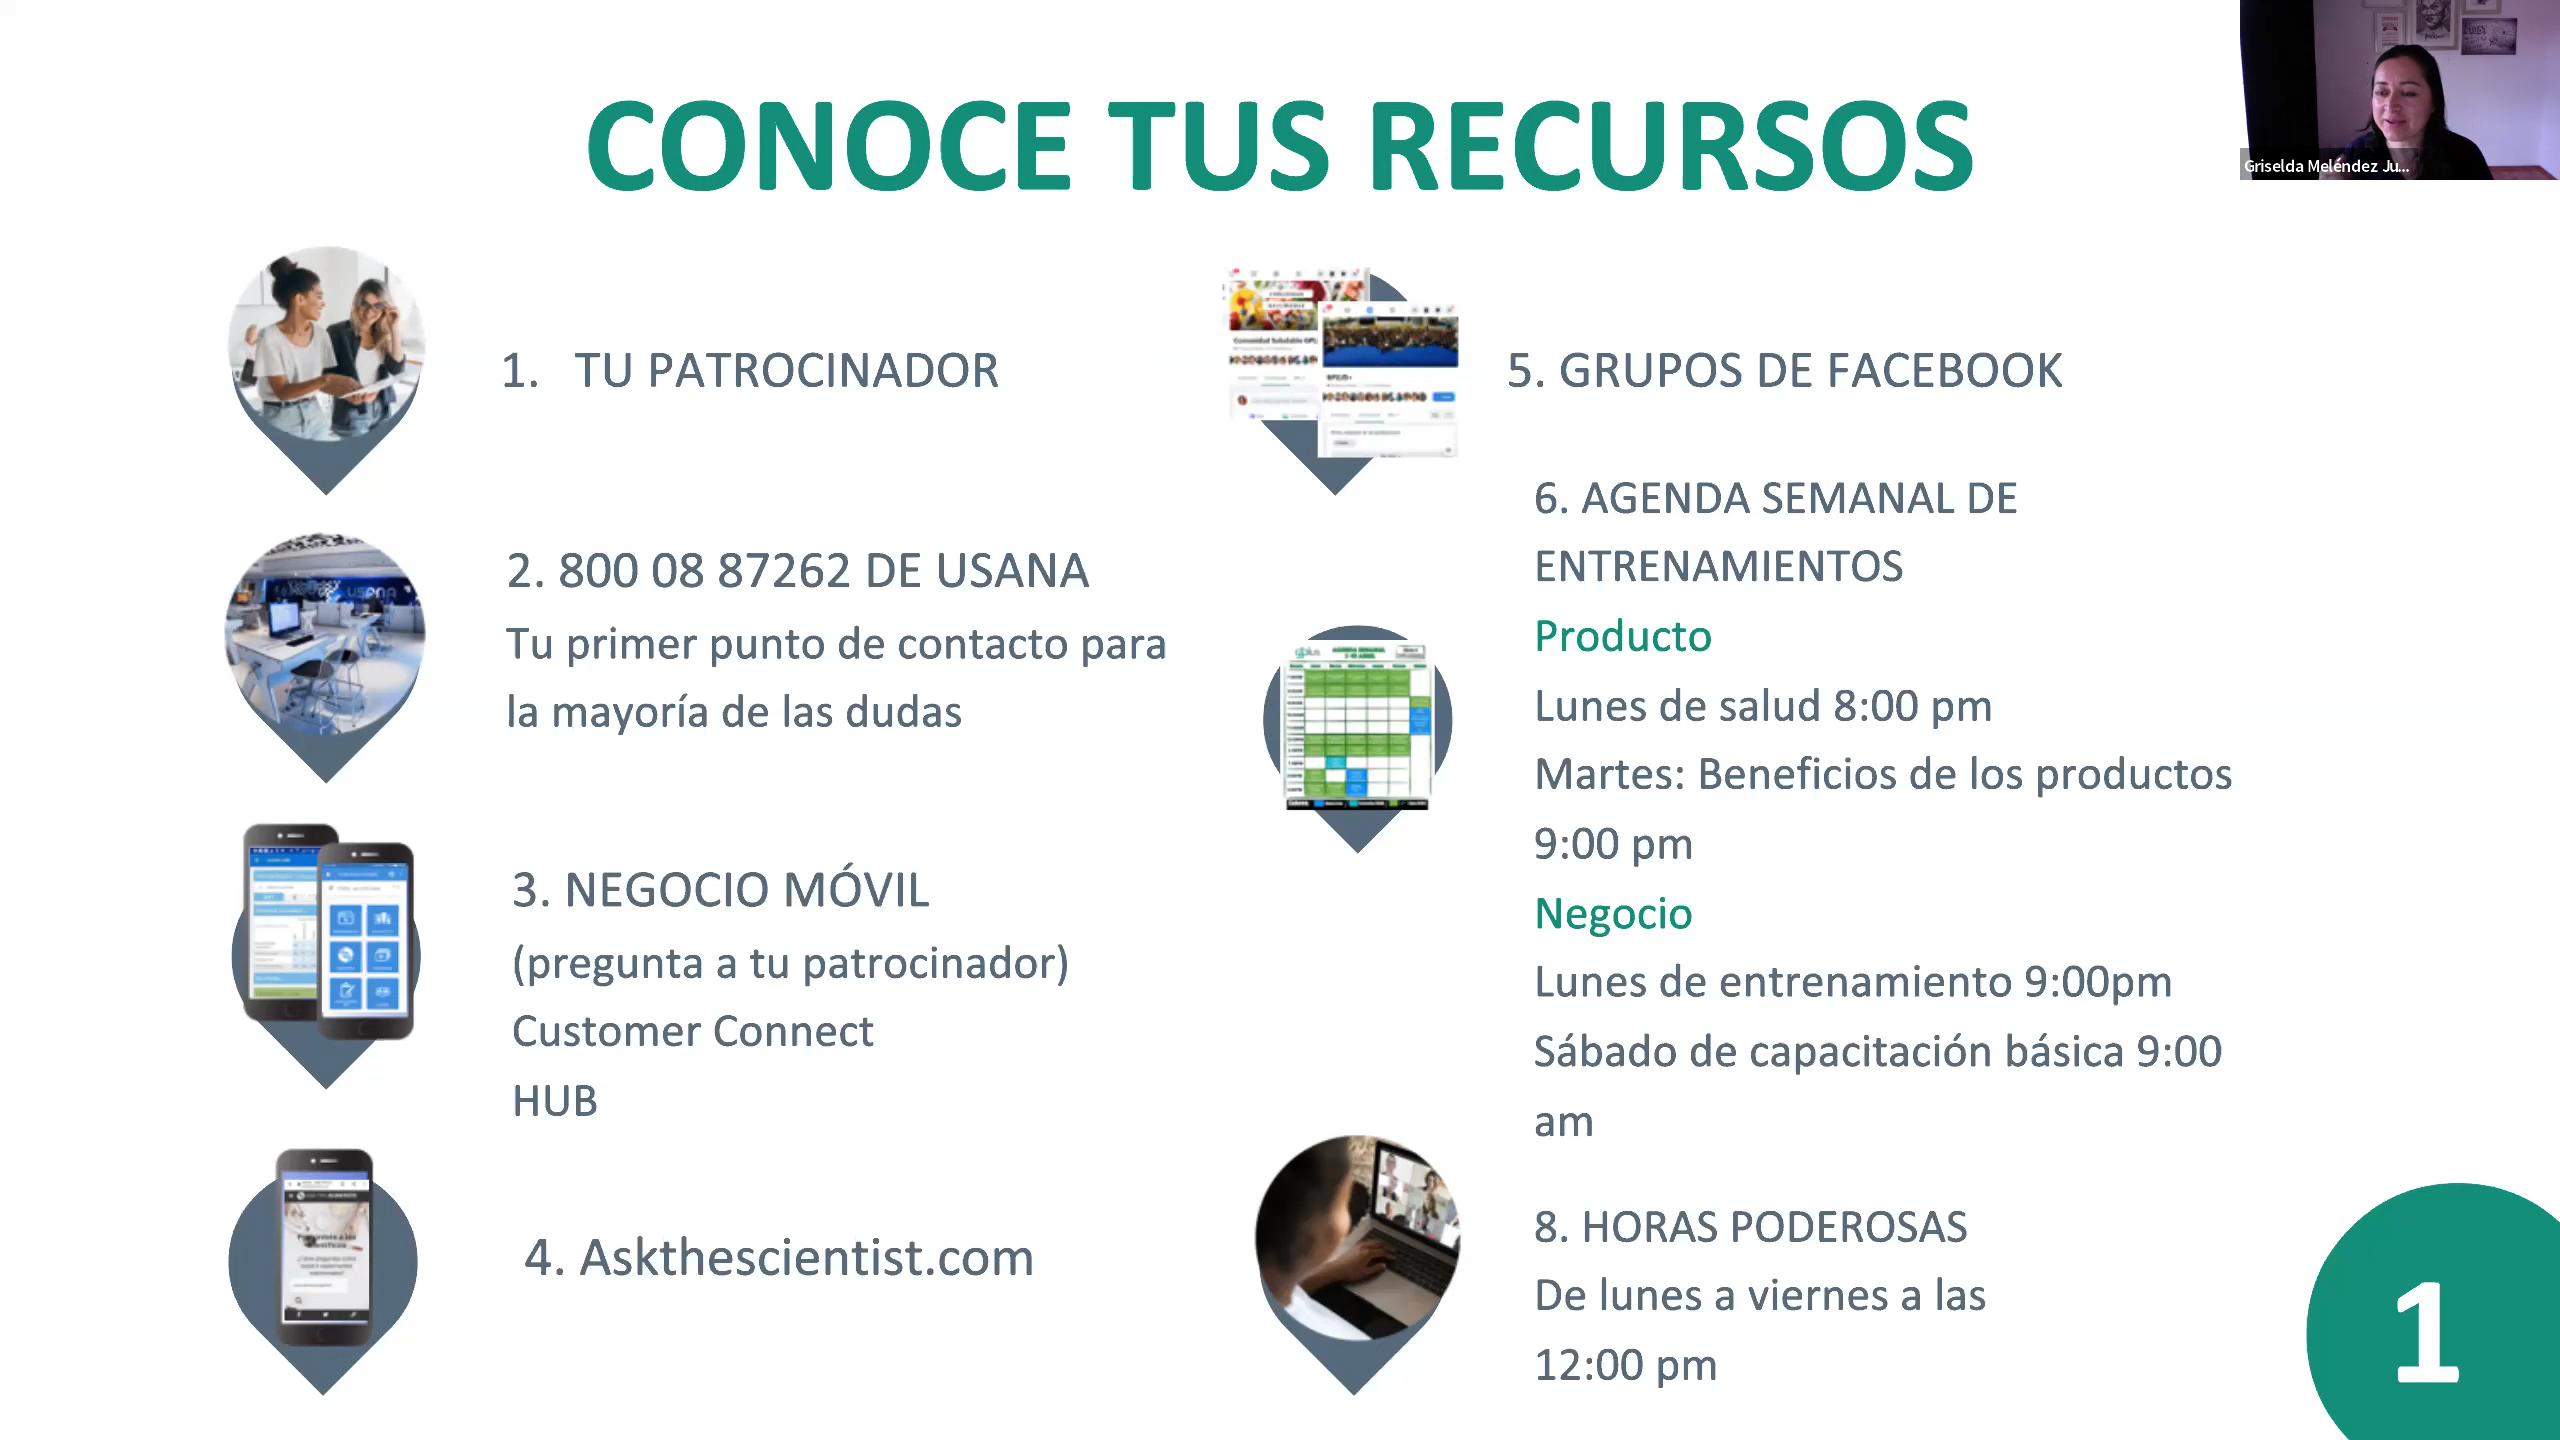 CONOCE TUS RECURSOS
Griselda Meléndez Ju...
1. TU PATROCINADOR
2. 800 08 87262 DE USANA
Tu primer punto de contacto para
la mayoría de las dudas
3. NEGOCIO MÓVIL
(pregunta a tu patrocinador)
Customer Connect
HUB
4. Askthescientist.com
5. GRUPOS DE FACEBOOK
6. AGENDA SEMANAL DE
ENTRENAMIENTOS
Producto
Lunes de salud 8:00 pm
Martes: Beneficios de los productos
9:00 pm
Negocio
Lunes de entrenamiento 9:00pm
Sábado de capacitación básica 9:00
am
8. HORAS PODEROSAS
De lunes a viernes a las
12:00 pm
1